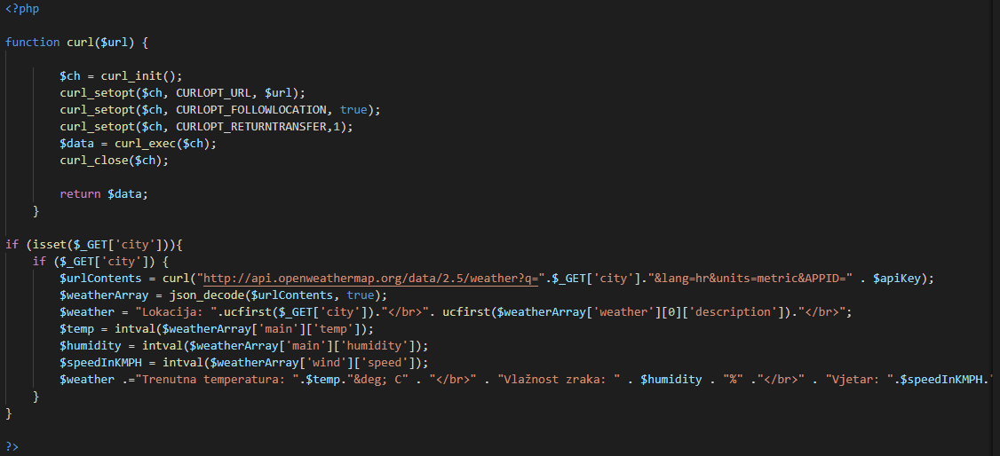 <?php
function curl($url) {
$ch = curl_init();
curl_setopt($ch, CURLOPT_URL, $url);
curl_setopt($ch, CURLOPT_FOLLOWLOCATION, true);
curl_setopt($ch, CURLOPT_RETURNTRANSFER,1);
$data = curl_exec($ch);
curl_close($ch);
return $data;
}
if (isset($_GET['city'])){
if ($_GET['city']) {
$urlContents = curl("http://api.openweathermap.org/data/2.5/weather?q=".$_GET['city']."&lang=hr&units=metric&APPID=" . $apiKey);
$weatherArray = json_decode($urlContents, true);
$weather = "Lokacija: ".ucfirst($_GET['city'])."</br>". ucfirst($weatherArray['weather'][0]['description'])."</br>";
$temp = intval($weatherArray['main']['temp']);
$humidity = intval($weatherArray['main']['humidity']);
$speedInKMPH = intval($weatherArray['wind']['speed']);
$weather .="Trenutna temperatura: ".$temp."&deg; C" . "</br>" . "Vlažnost zraka: " . $humidity . "%" ."</br>" . "Vjetar: ".$speedInKMPH."
}
}
?>